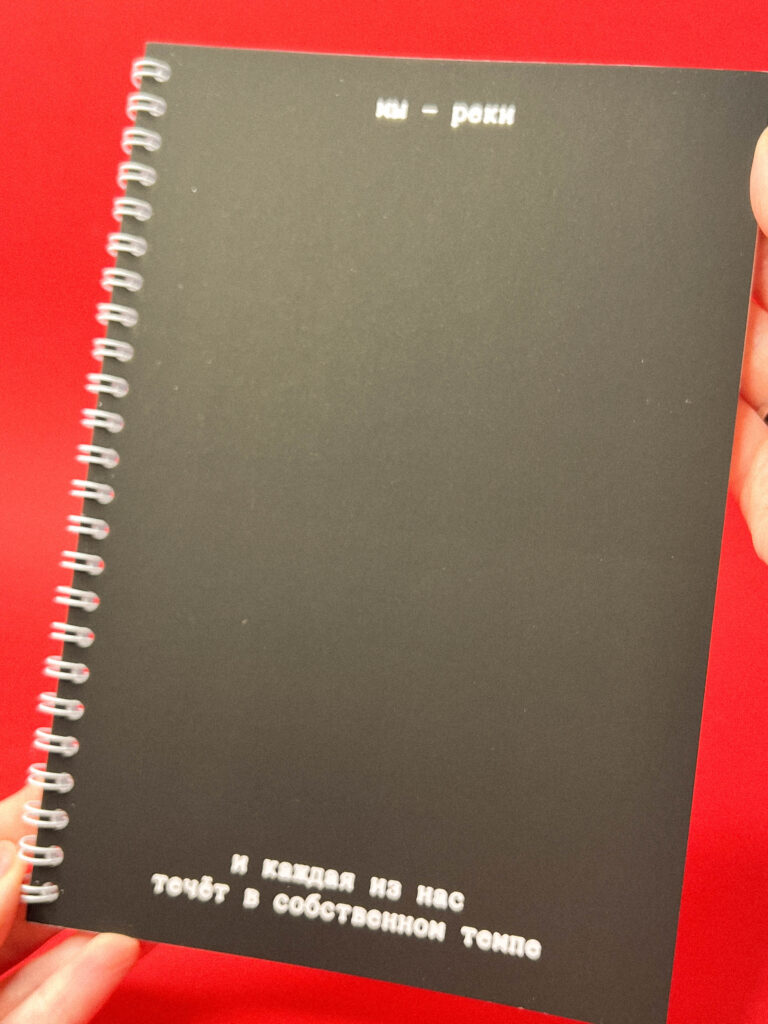 мы - реки
и каждая из нас
течёт в собственном темпе